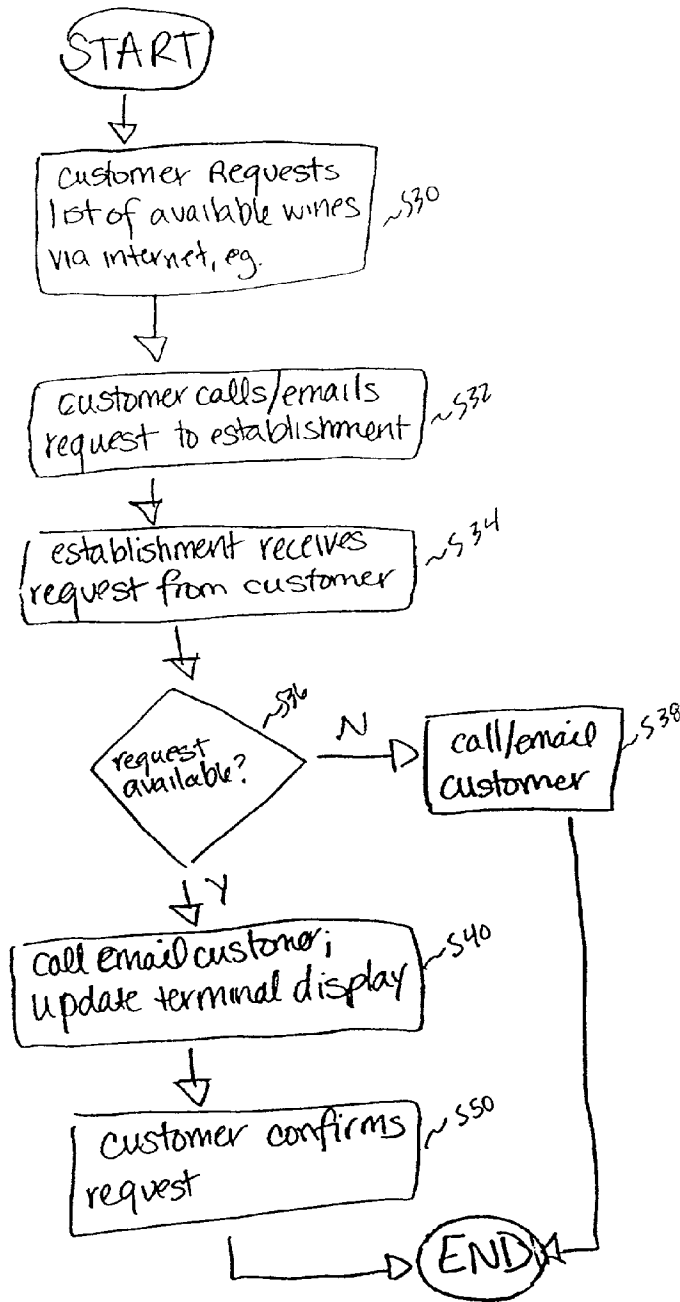 START
customer Requests
list of available wines
via internet, eg.
S30
customer calls/emails
request to establishment
S32
establishment receives
request from customer
S34
request
available?
S36
N
call/email
customer
S38
Y
call email customer;
update terminal display
S40
customer confirms
request
S50
END